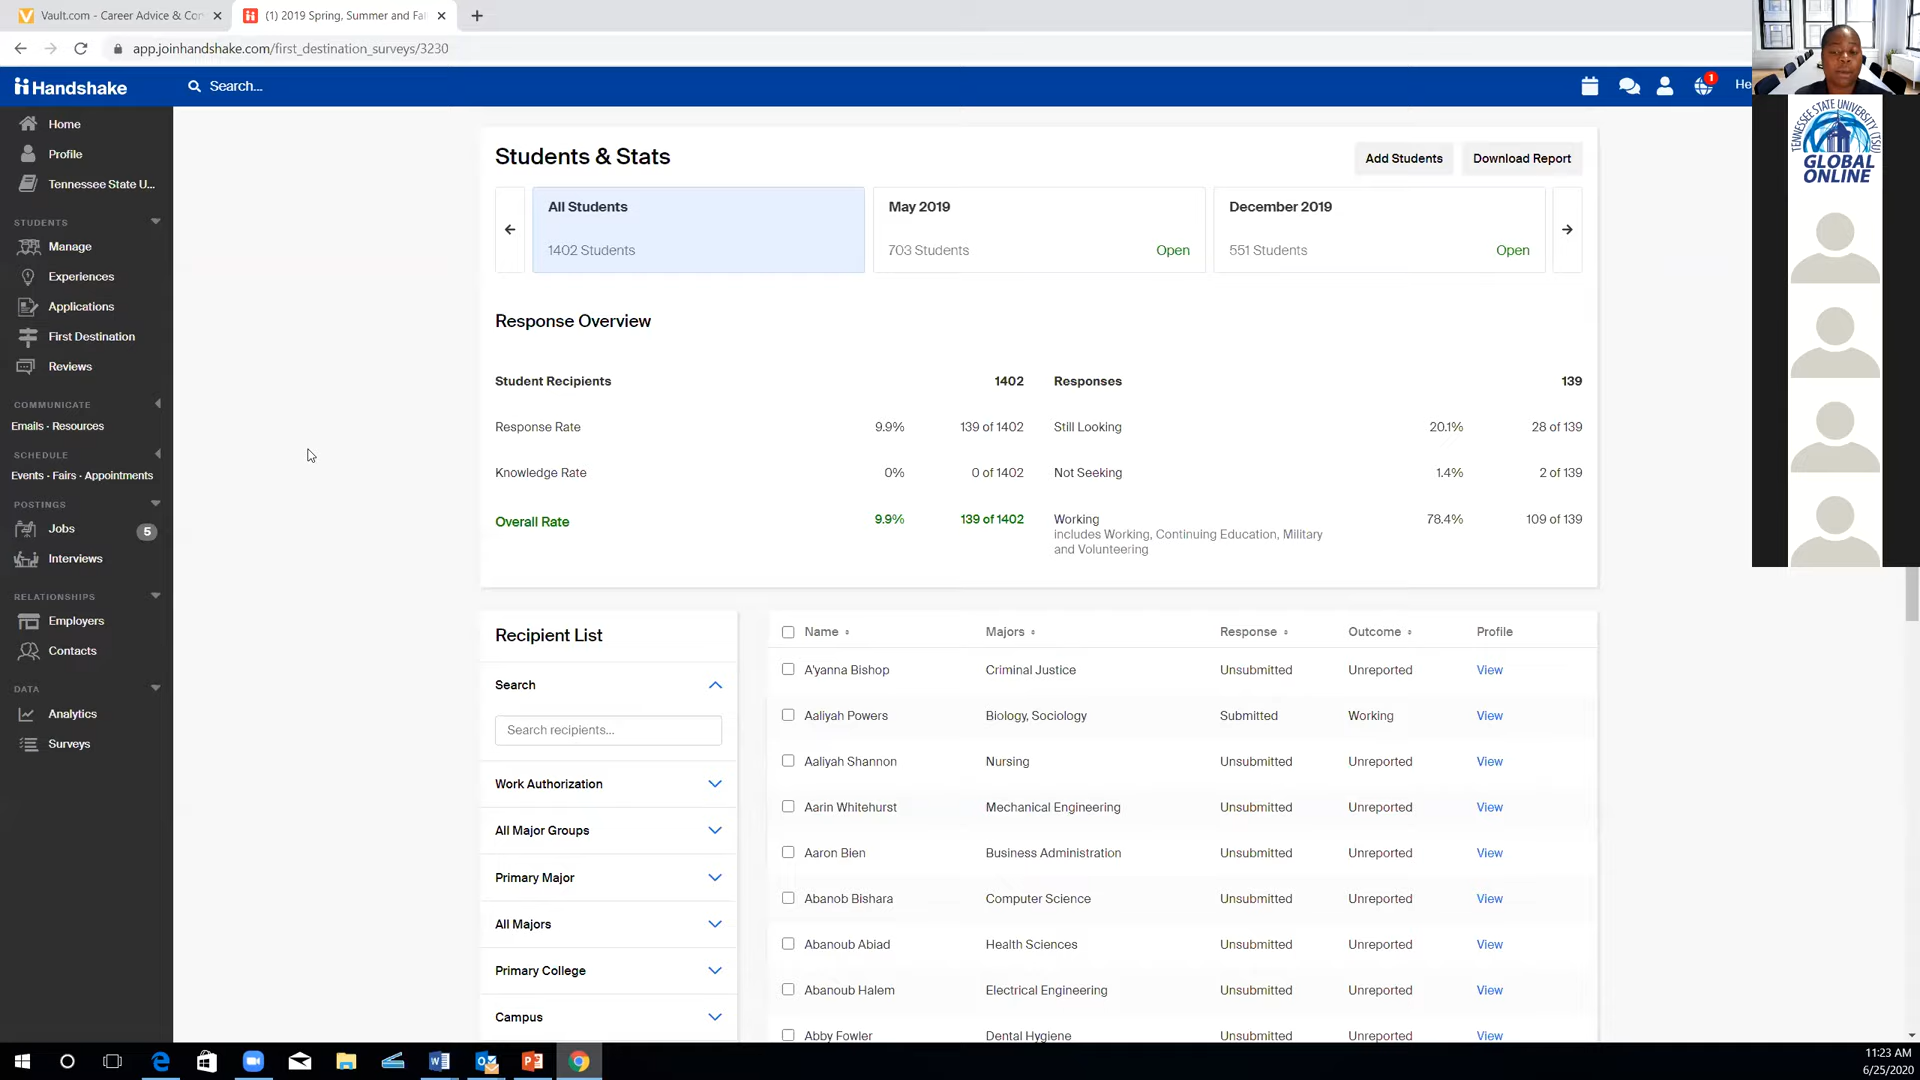 Vault.com - Career Advice & Con
(1) 2019 Spring, Summer and Fal
app.joinhandshake.com/first_destination_surveys/3230
Handshake
Search...
1
He
TENNESSEE STATE UNIVERSITY (TSU)
GLOBAL
ONLINE
Home
Profile
Tennessee State U...
STUDENTS
Manage
Experiences
Applications
First Destination
Reviews
COMMUNICATE
Emails · Resources
SCHEDULE
Events · Fairs · Appointments
POSTINGS
Jobs 5
Interviews
RELATIONSHIPS
Employers
Contacts
DATA
Analytics
Surveys
Students & Stats
Add Students
Download Report
All Students
1402 Students
May 2019
703 Students Open
December 2019
551 Students Open
Response Overview
Student Recipients 1402
Response Rate 9.9% 139 of 1402
Knowledge Rate 0% 0 of 1402
Overall Rate 9.9% 139 of 1402
Responses 139
Still Looking 20.1% 28 of 139
Not Seeking 1.4% 2 of 139
Working 78.4% 109 of 139
includes Working, Continuing Education, Military
and Volunteering
Recipient List
Search
Search recipients...
Work Authorization
All Major Groups
Primary Major
All Majors
Primary College
Campus
Name Majors Response Outcome Profile
A'yanna Bishop Criminal Justice Unsubmitted Unreported View
Aaliyah Powers Biology, Sociology Submitted Working View
Aaliyah Shannon Nursing Unsubmitted Unreported View
Aarin Whitehurst Mechanical Engineering Unsubmitted Unreported View
Aaron Bien Business Administration Unsubmitted Unreported View
Abanob Bishara Computer Science Unsubmitted Unreported View
Abanoub Abiad Health Sciences Unsubmitted Unreported View
Abanoub Halem Electrical Engineering Unsubmitted Unreported View
Abby Fowler Dental Hygiene Unsubmitted Unreported View
11:23 AM
6/25/2020